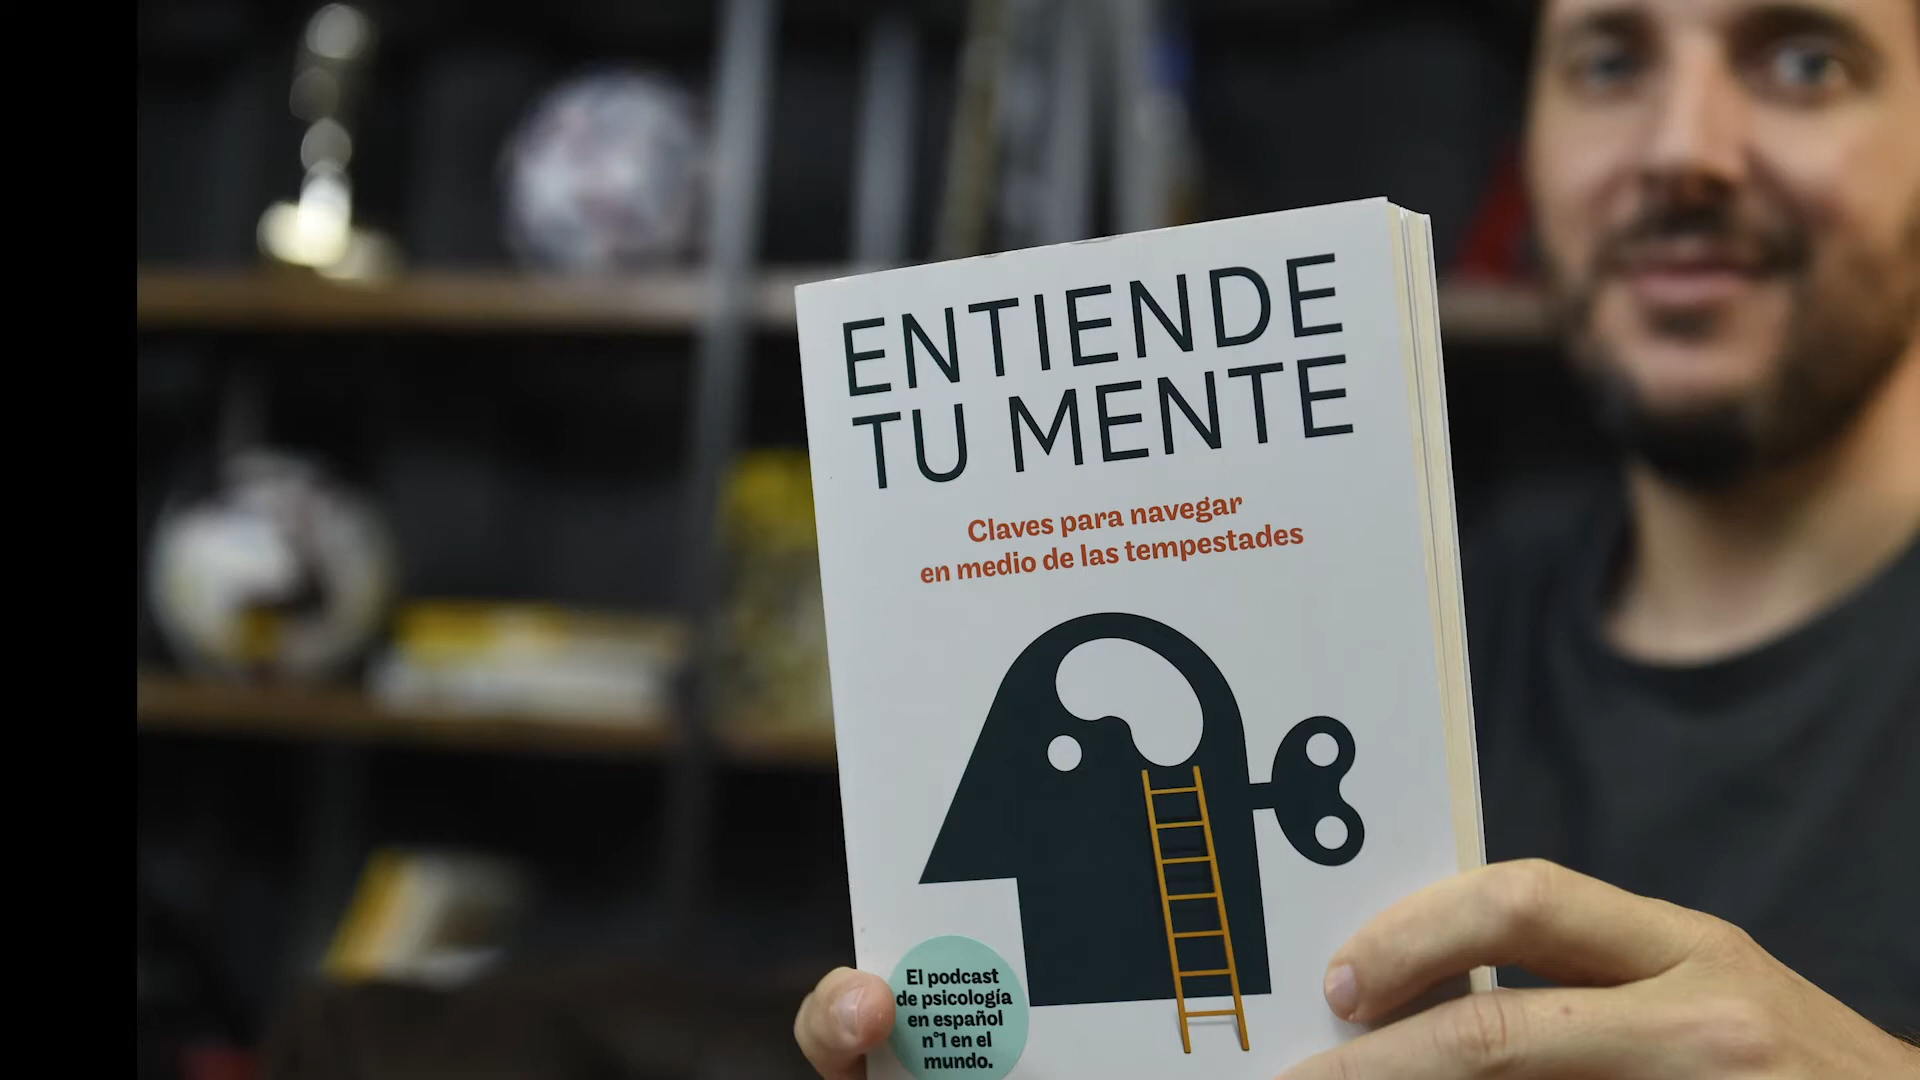 ENTIENDE
TU MENTE
Claves para navegar
en medio de las tempestades
El podcast
de psicología
en español
n°1 en el
mundo.